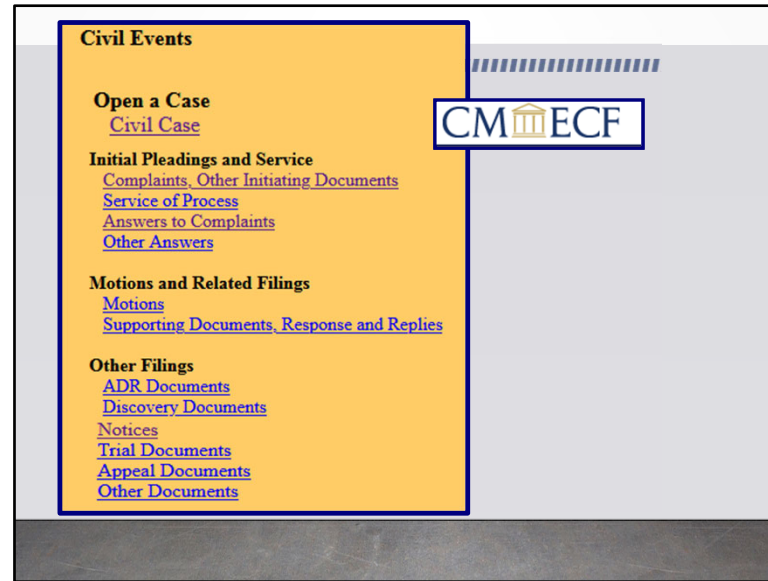 Civil Events
CM ECF
Open a Case
Civil Case
Initial Pleadings and Service
Complaints, Other Initiating Documents
Service of Process
Answers to Complaints
Other Answers
Motions and Related Filings
Motions
Supporting Documents, Response and Replies
Other Filings
ADR Documents
Discovery Documents
Notices
Trial Documents
Appeal Documents
Other Documents